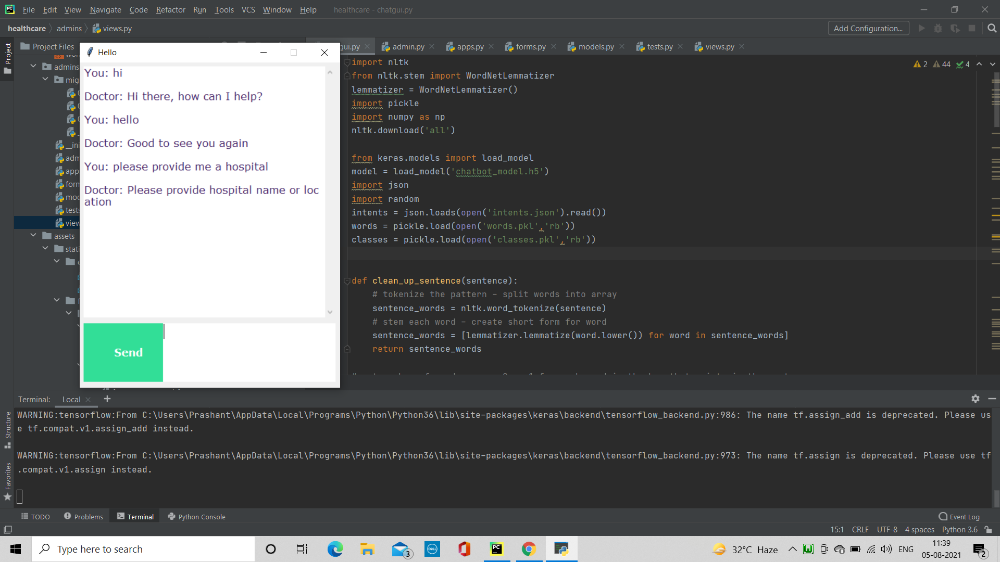 File Edit View Navigate Code Refactor Run Tools VCS Window Help healthcare - chatgui.py
healthcare admins views.py Add Configuration...
Project Files gui.py admin.py apps.py forms.py models.py tests.py views.py
Project
admins
mig
__ini
adm
app
form
mod
tests
view
assets
stati
Hello
You: hi
Doctor: Hi there, how can I help?
You: hello
Doctor: Good to see you again
You: please provide me a hospital
Doctor: Please provide hospital name or loc
ation
Send
2 44 4
import nltk
from nltk.stem import WordNetLemmatizer
lemmatizer = WordNetLemmatizer()
import pickle
import numpy as np
nltk.download('all')
from keras.models import load_model
model = load_model('chatbot_model.h5')
import json
import random
intents = json.loads(open('intents.json').read())
words = pickle.load(open('words.pkl','rb'))
classes = pickle.load(open('classes.pkl','rb'))
def clean_up_sentence(sentence):
# tokenize the pattern - split words into array
sentence_words = nltk.word_tokenize(sentence)
# stem each word - create short form for word
sentence_words = [lemmatizer.lemmatize(word.lower()) for word in sentence_words]
return sentence_words
Terminal: Local
WARNING:tensorflow:From C:\Users\Prashant\AppData\Local\Programs\Python\Python36\lib\site-packages\keras\backend\tensorflow_backend.py:986: The name tf.assign_add is deprecated. Please us
e tf.compat.v1.assign_add instead.
WARNING:tensorflow:From C:\Users\Prashant\AppData\Local\Programs\Python\Python36\lib\site-packages\keras\backend\tensorflow_backend.py:973: The name tf.assign is deprecated. Please use tf
.compat.v1.assign instead.
Structure
Favorites
TODO Problems Terminal Python Console Event Log
15:1 CRLF UTF-8 4 spaces Python 3.6
Type here to search
3
DELL
PC
32°C Haze
ENG
11:39
05-08-2021
2